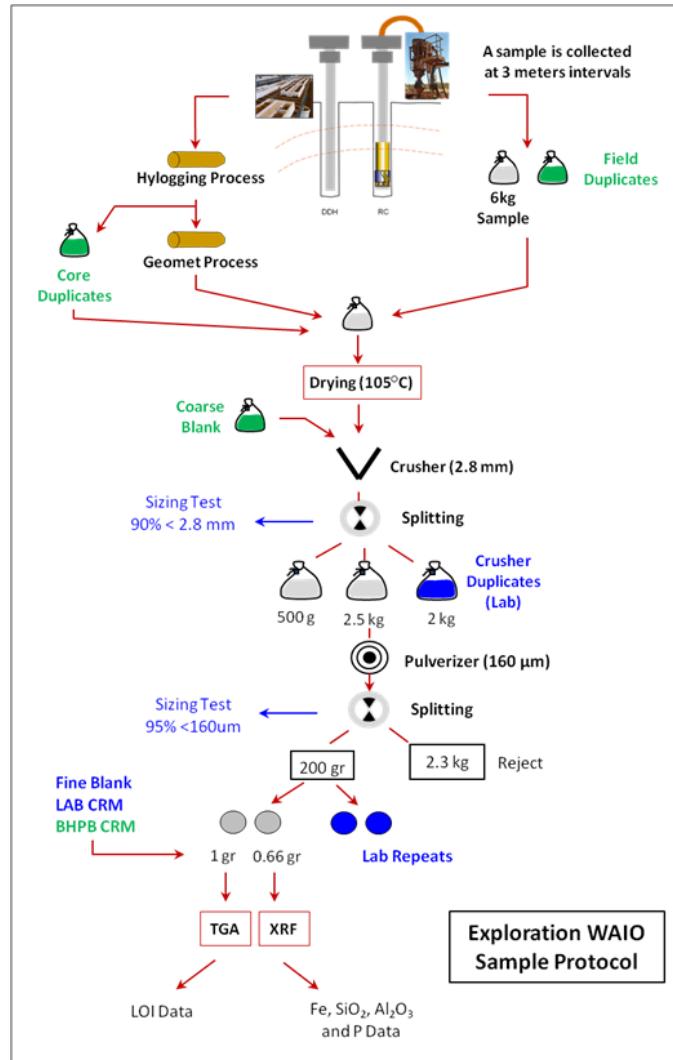 A sample is collected
at 3 meters intervals
Hylogging Process
DDH
RC
6kg
Sample
Field
Duplicates
Core
Duplicates
Geomet Process
Drying (105°C)
Coarse
Blank
Crusher (2.8 mm)
Sizing Test
90% < 2.8 mm
Splitting
500 g
2.5 kg
2 kg
Crusher
Duplicates
(Lab)
Pulverizer (160 µm)
Sizing Test
95% <160um
Splitting
200 gr
2.3 kg
Reject
Fine Blank
LAB CRM
BHPB CRM
1 gr
0.66 gr
Lab Repeats
TGA
XRF
Exploration WAIO
Sample Protocol
LOI Data
Fe, SiO₂, Al₂O₃
and P Data